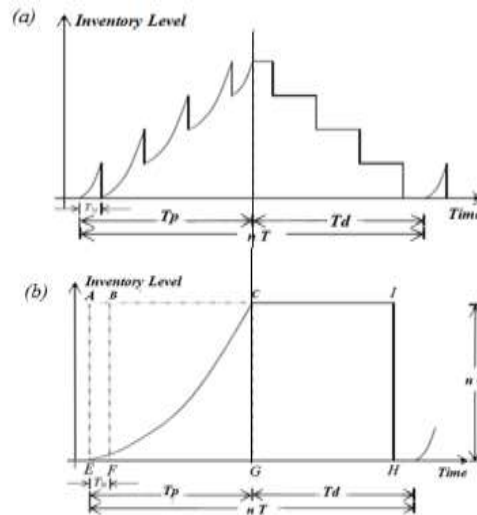 (a)
Inventory Level
Tp
Td
Time
n T
(b)
Inventory Level
A
B
C
I
n
E
F
G
H
Time
Tp
Td
n T